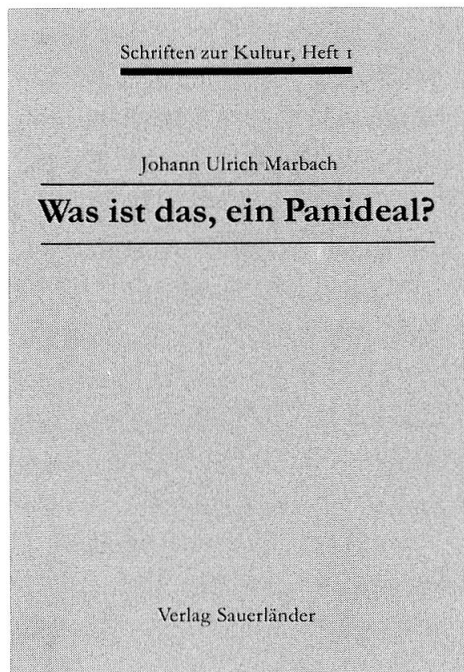 Schriften zur Kultur, Heft 1
Johann Ulrich Marbach
Was ist das, ein Panideal?
Verlag Sauerländer